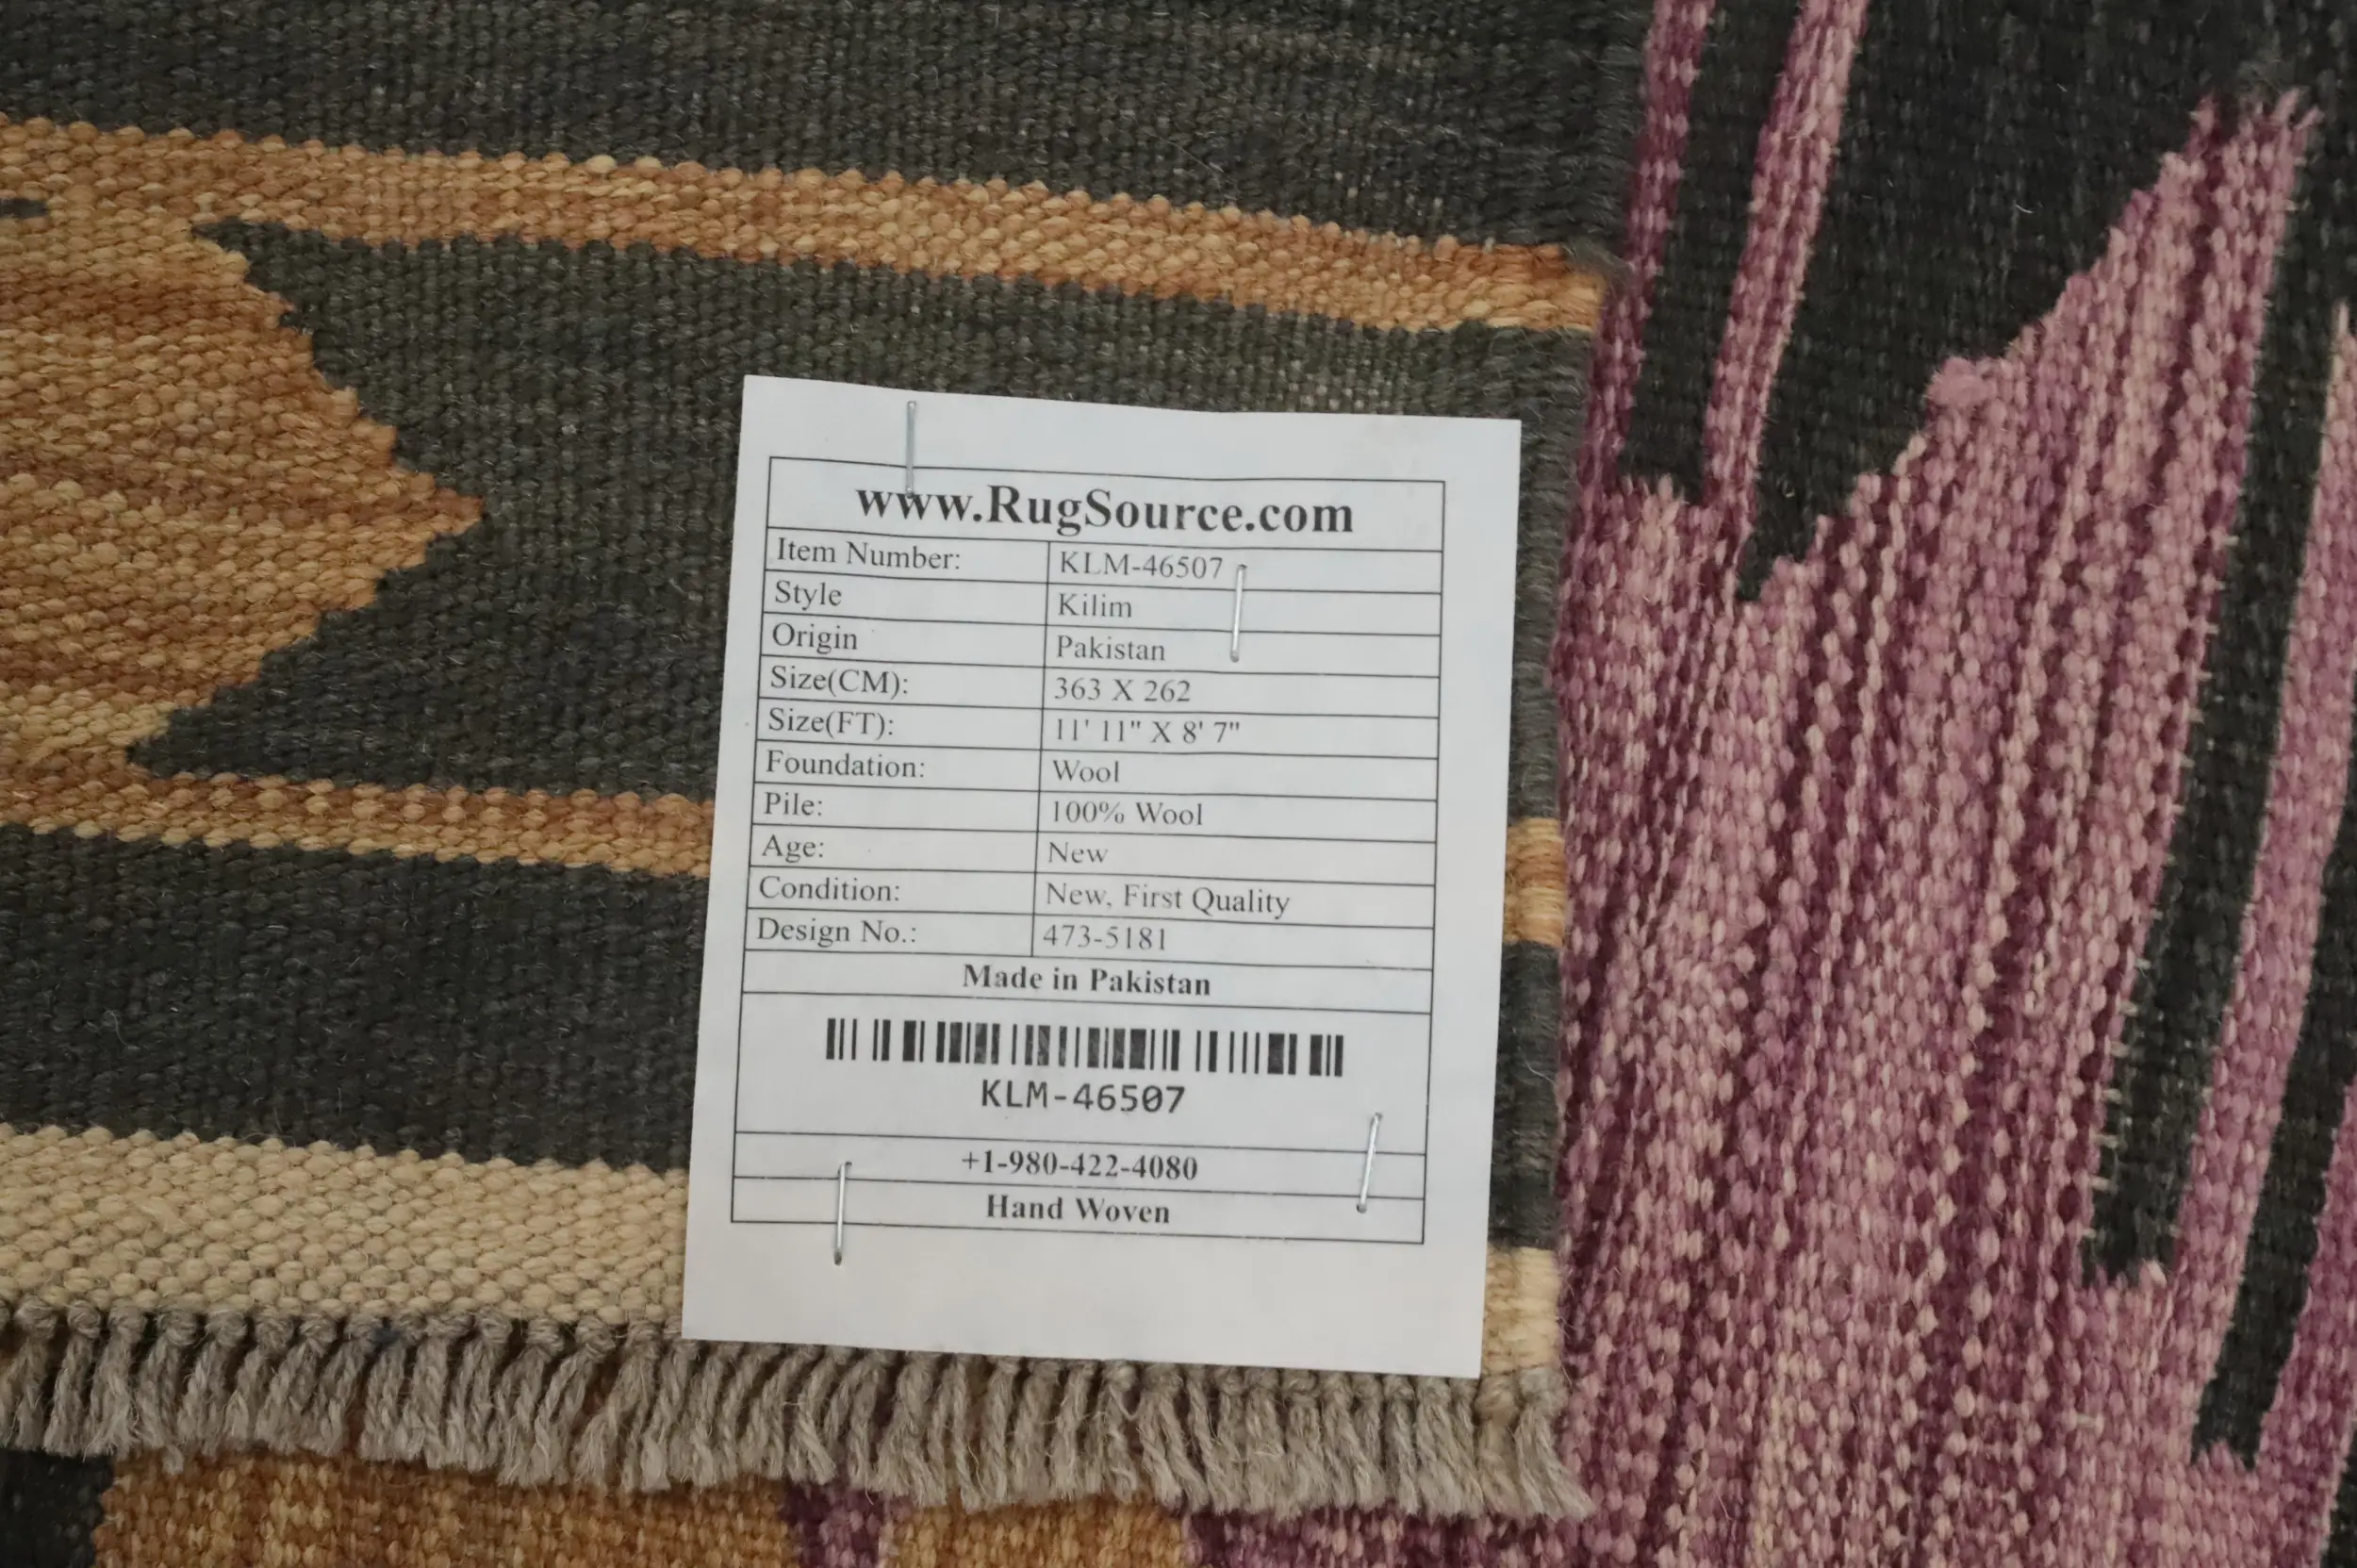 www.RugSource.com
Item Number: KLM-46507
Style Kilim
Origin Pakistan
Size(CM): 363 X 262
Size(FT): 11' 11" X 8' 7"
Foundation: Wool
Pile: 100% Wool
Age: New
Condition: New, First Quality
Design No.: 473-5181
Made in Pakistan
KLM-46507
+1-980-422-4080
Hand Woven